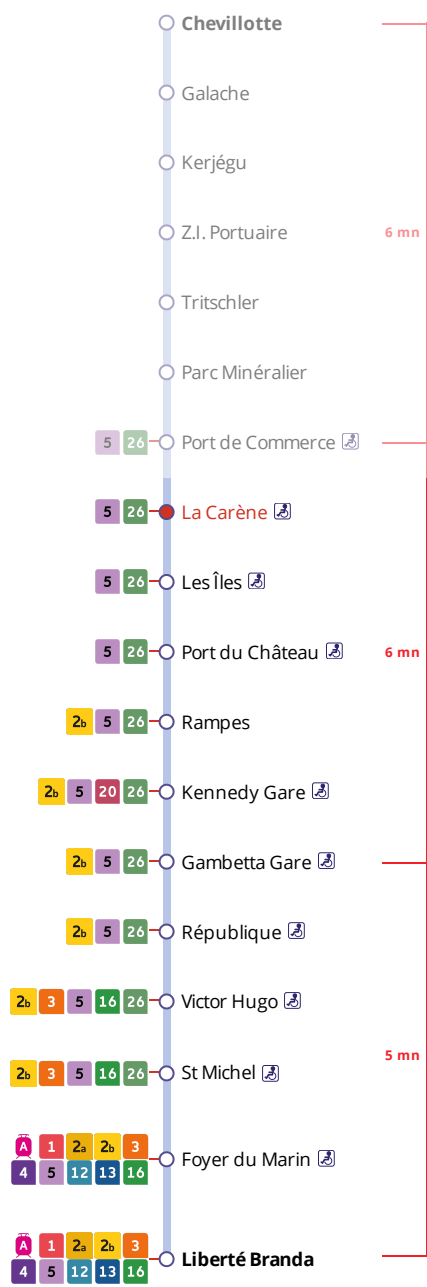 Chevillotte
Galache
Kerjégu
Z.I. Portuaire
6 mn
Tritschler
Parc Minéralier
5 26 Port de Commerce
5 26 La Carène
5 26 Les Îles
5 26 Port du Château
6 mn
2b 5 26 Rampes
2b 5 20 26 Kennedy Gare
2b 5 26 Gambetta Gare
2b 5 26 République
2b 3 5 16 26 Victor Hugo
5 mn
2b 3 5 16 26 St Michel
A 1 2a 2b 3
4 5 12 13 16
Foyer du Marin
A 1 2a 2b 3
4 5 12 13 16
Liberté Branda